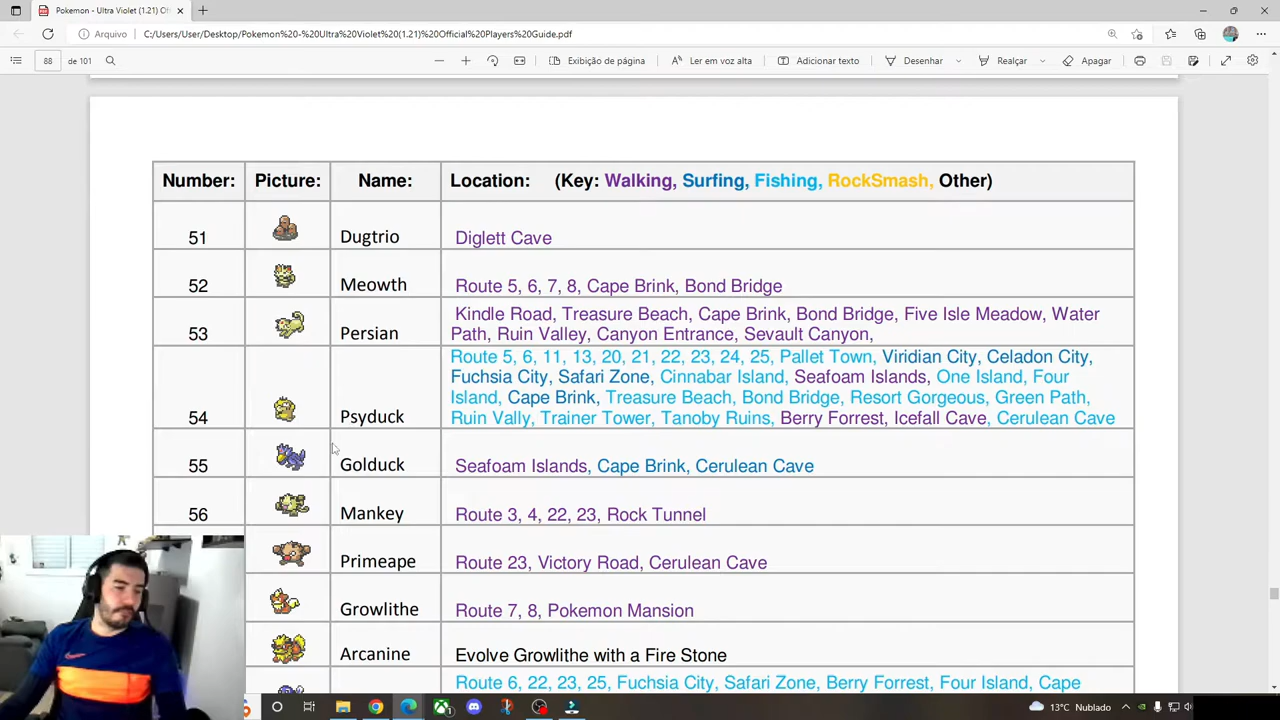 Pokemon - Ultra Violet (1.21) Of
Arquivo C:/Users/User/Desktop/Pokemon%20-%20Ultra%20Violet%20(1.21)%20Official%20Players%20Guide.pdf
88 de 101 Exibição de página Ler em voz alta Adicionar texto Desenhar Realçar Apagar
Number: Picture: Name: Location: (Key: Walking, Surfing, Fishing, RockSmash, Other)
51 Dugtrio Diglett Cave
52 Meowth Route 5, 6, 7, 8, Cape Brink, Bond Bridge
Kindle Road, Treasure Beach, Cape Brink, Bond Bridge, Five Isle Meadow, Water
53 Persian Path, Ruin Valley, Canyon Entrance, Sevault Canyon,
Route 5, 6, 11, 13, 20, 21, 22, 23, 24, 25, Pallet Town, Viridian City, Celadon City,
Fuchsia City, Safari Zone, Cinnabar Island, Seafoam Islands, One Island, Four
Island, Cape Brink, Treasure Beach, Bond Bridge, Resort Gorgeous, Green Path,
54 Psyduck Ruin Vally, Trainer Tower, Tanoby Ruins, Berry Forrest, Icefall Cave, Cerulean Cave
55 Golduck Seafoam Islands, Cape Brink, Cerulean Cave
56 Mankey Route 3, 4, 22, 23, Rock Tunnel
Primeape Route 23, Victory Road, Cerulean Cave
Growlithe Route 7, 8, Pokemon Mansion
Arcanine Evolve Growlithe with a Fire Stone
Route 6, 22, 23, 25, Fuchsia City, Safari Zone, Berry Forrest, Four Island, Cape
13°C Nublado